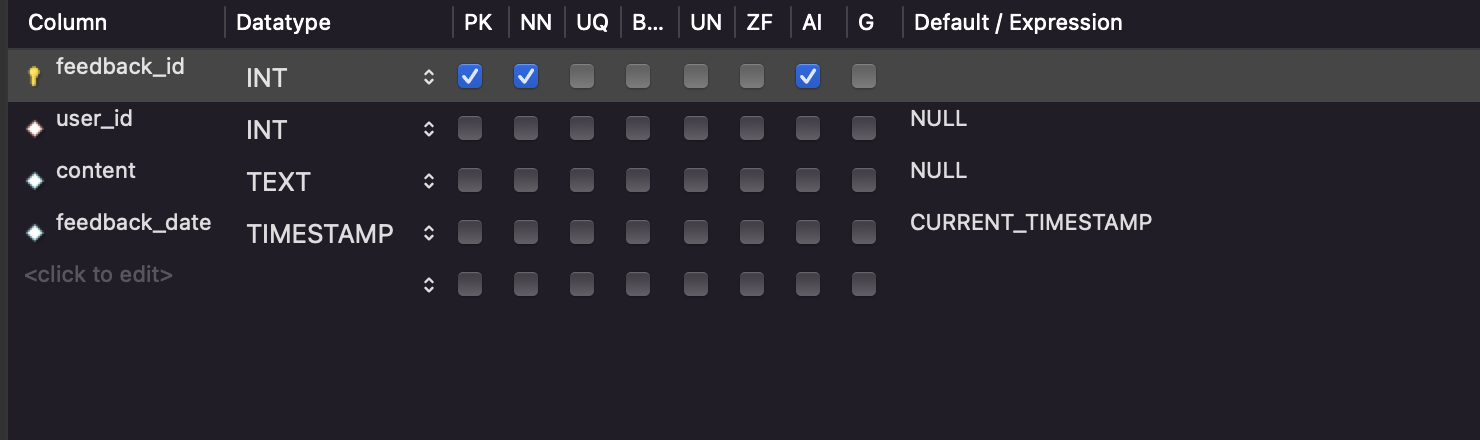 Column Datatype PK NN UQ B... UN ZF AI G Default / Expression
feedback_id INT
user_id INT NULL
content TEXT NULL
feedback_date TIMESTAMP CURRENT_TIMESTAMP
<click to edit>